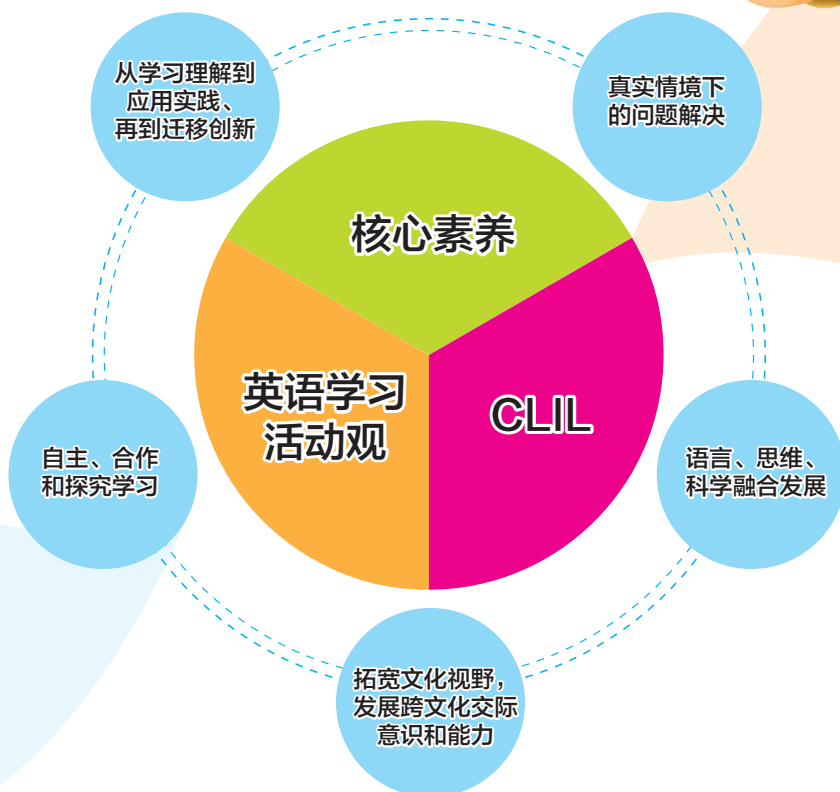 从学习理解到
应用实践、
再到迁移创新
真实情境下
的问题解决
核心素养
英语学习
活动观
CLIL
自主、合作
和探究学习
语言、思维、
科学融合发展
拓宽文化视野，
发展跨文化交际
意识和能力